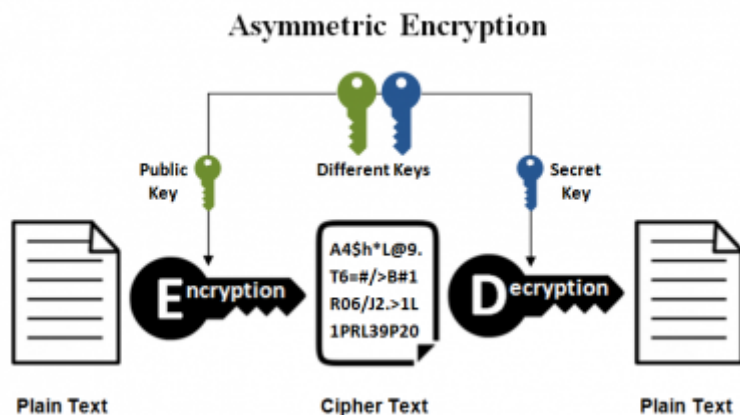 Asymmetric Encryption
Public
Key
Different Keys
Secret
Key
A4$h*L@9.
T6=#/>B#1
R06/J2.>1L
1PRL39P20
Encryption
Decryption
Plain Text
Cipher Text
Plain Text